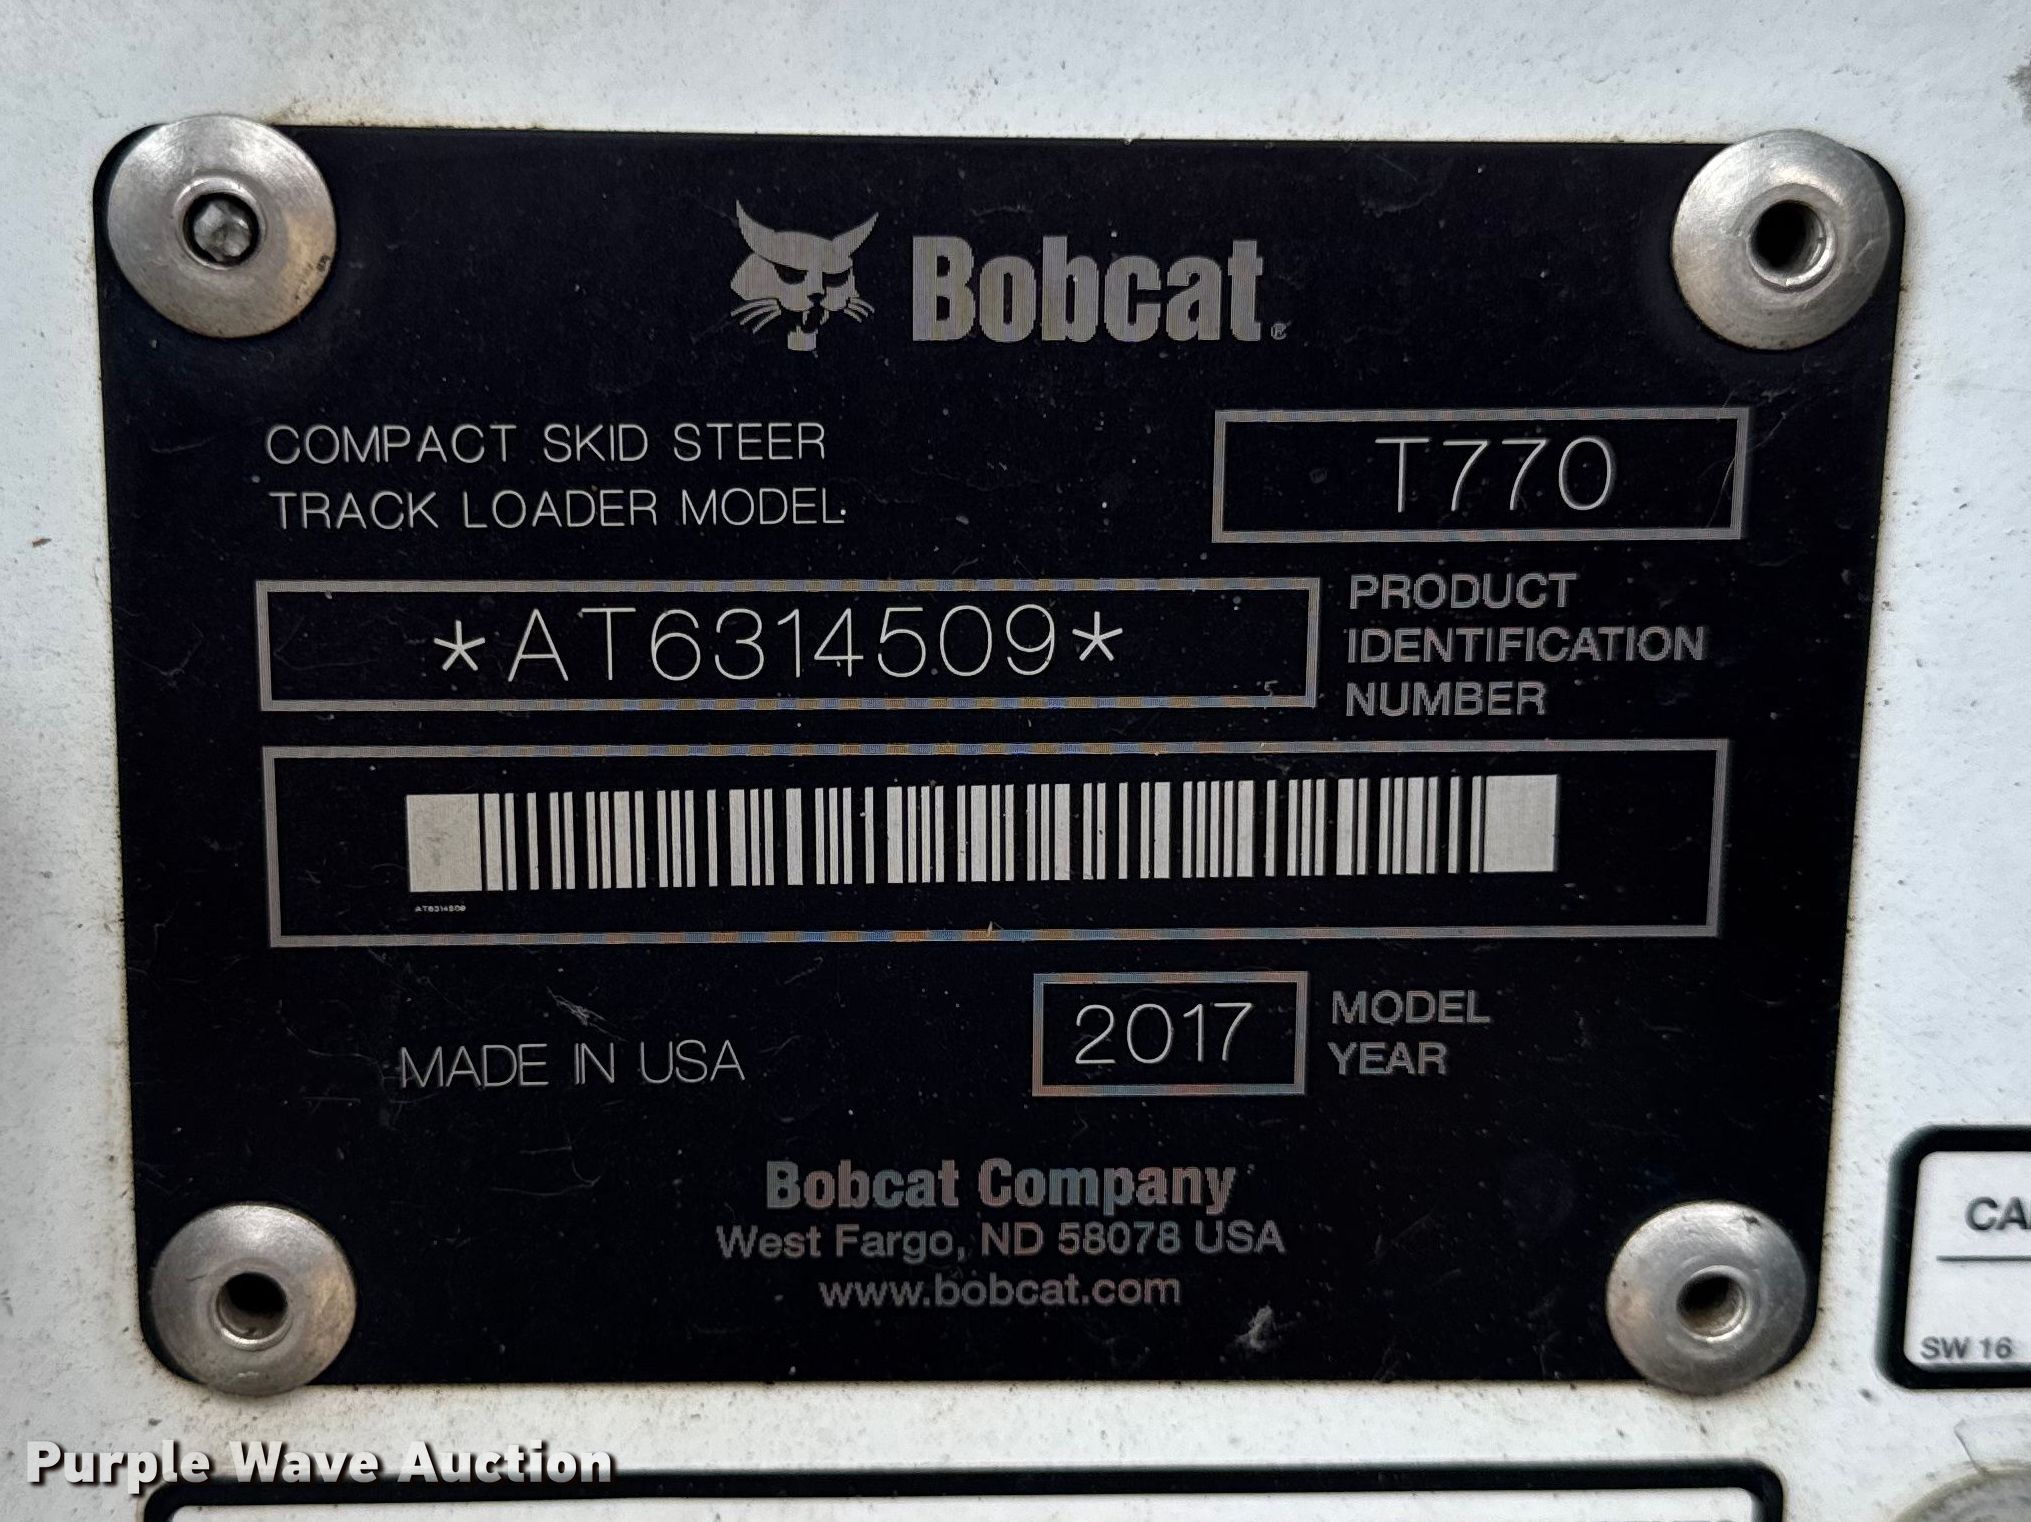 Bobcat®
COMPACT SKID STEER
TRACK LOADER MODEL
T770
*AT6314509*
PRODUCT
IDENTIFICATION
NUMBER
AT6314509
MADE IN USA
2017
MODEL
YEAR
Bobcat Company
West Fargo, ND 58078 USA
www.bobcat.com
CA
SW 16
Purple Wave Auction